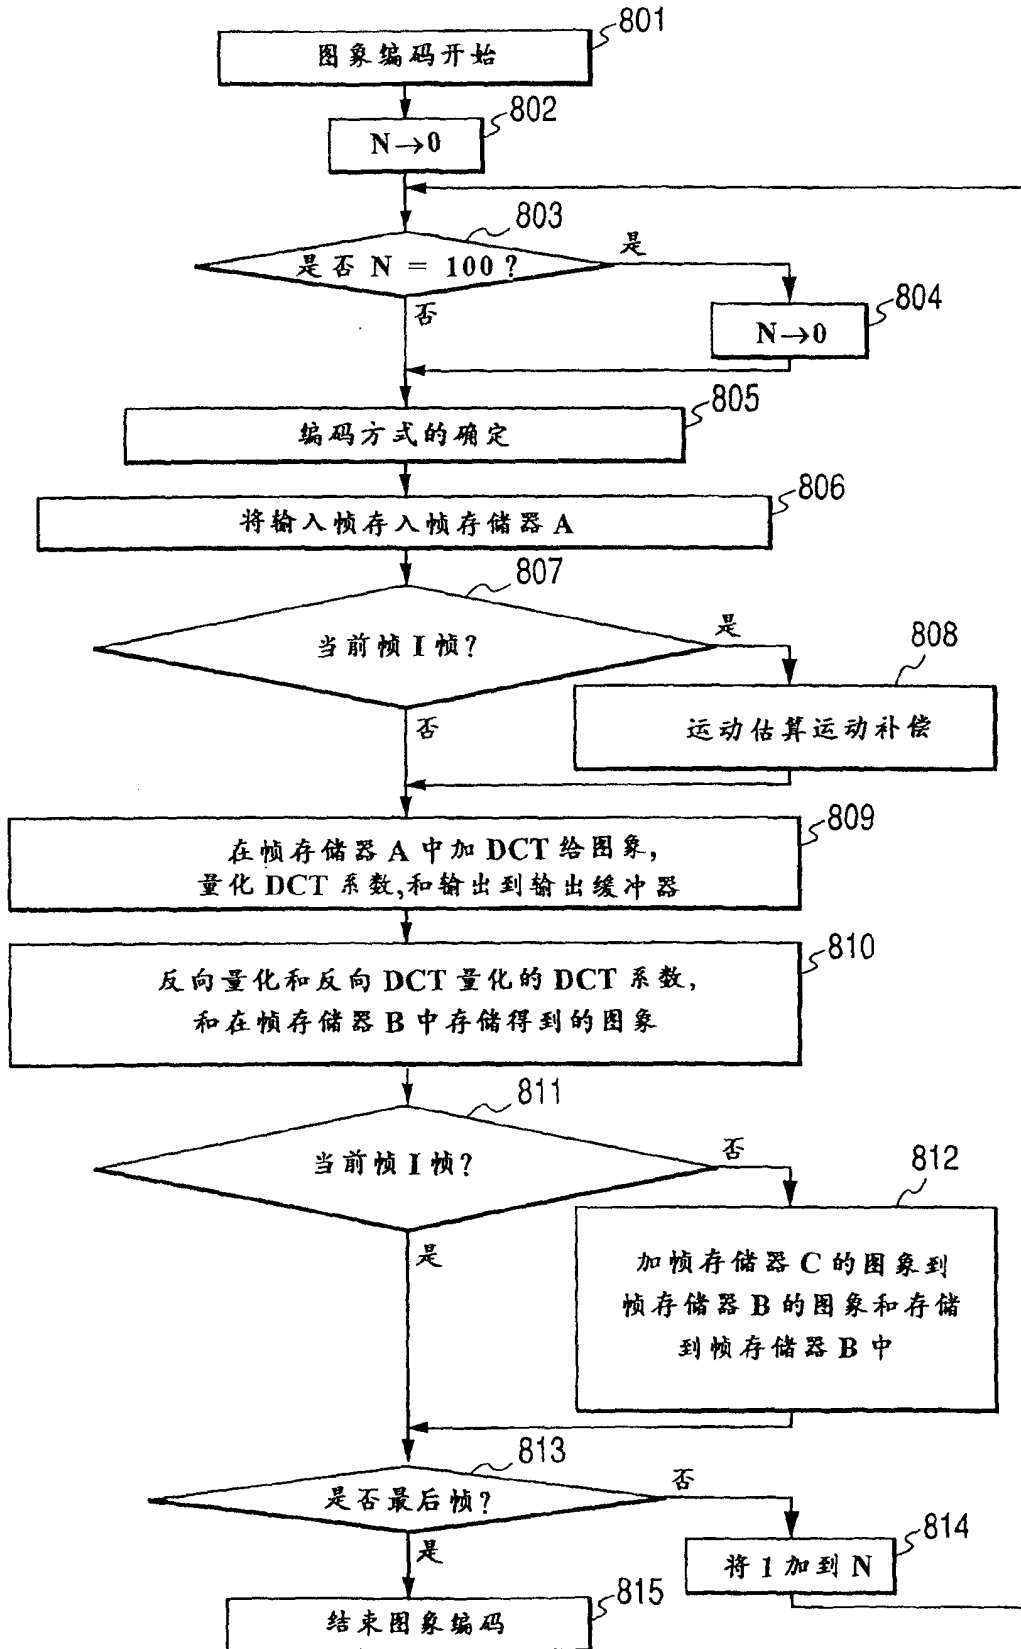 801
图象编码开始
802
N→0
803
是否 N = 100?
是
否
804
N→0
805
编码方式的确定
806
将输入帧存入帧存储器 A
807
当前帧 I 帧?
是
否
808
运动估算运动补偿
809
在帧存储器 A 中加 DCT 给图象,
量化 DCT 系数,和输出到输出缓冲器
810
反向量化和反向 DCT 量化的 DCT 系数,
和在帧存储器 B 中存储得到的图象
811
当前帧 I 帧?
否
是
812
加帧存储器 C 的图象到
帧存储器 B 的图象和存储
到帧存储器 B 中
813
是否最后帧?
否
是
814
将 1 加到 N
815
结束图象编码